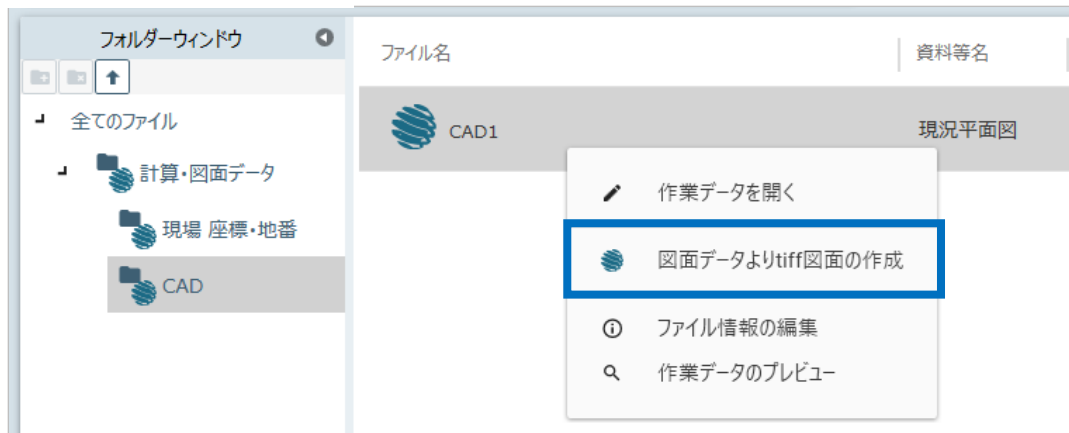 フォルダーウィンドウ
ファイル名
資料等名
全てのファイル
計算・図面データ
現場 座標・地番
CAD
CAD1
現況平面図
作業データを開く
図面データよりtiff図面の作成
ファイル情報の編集
作業データのプレビュー